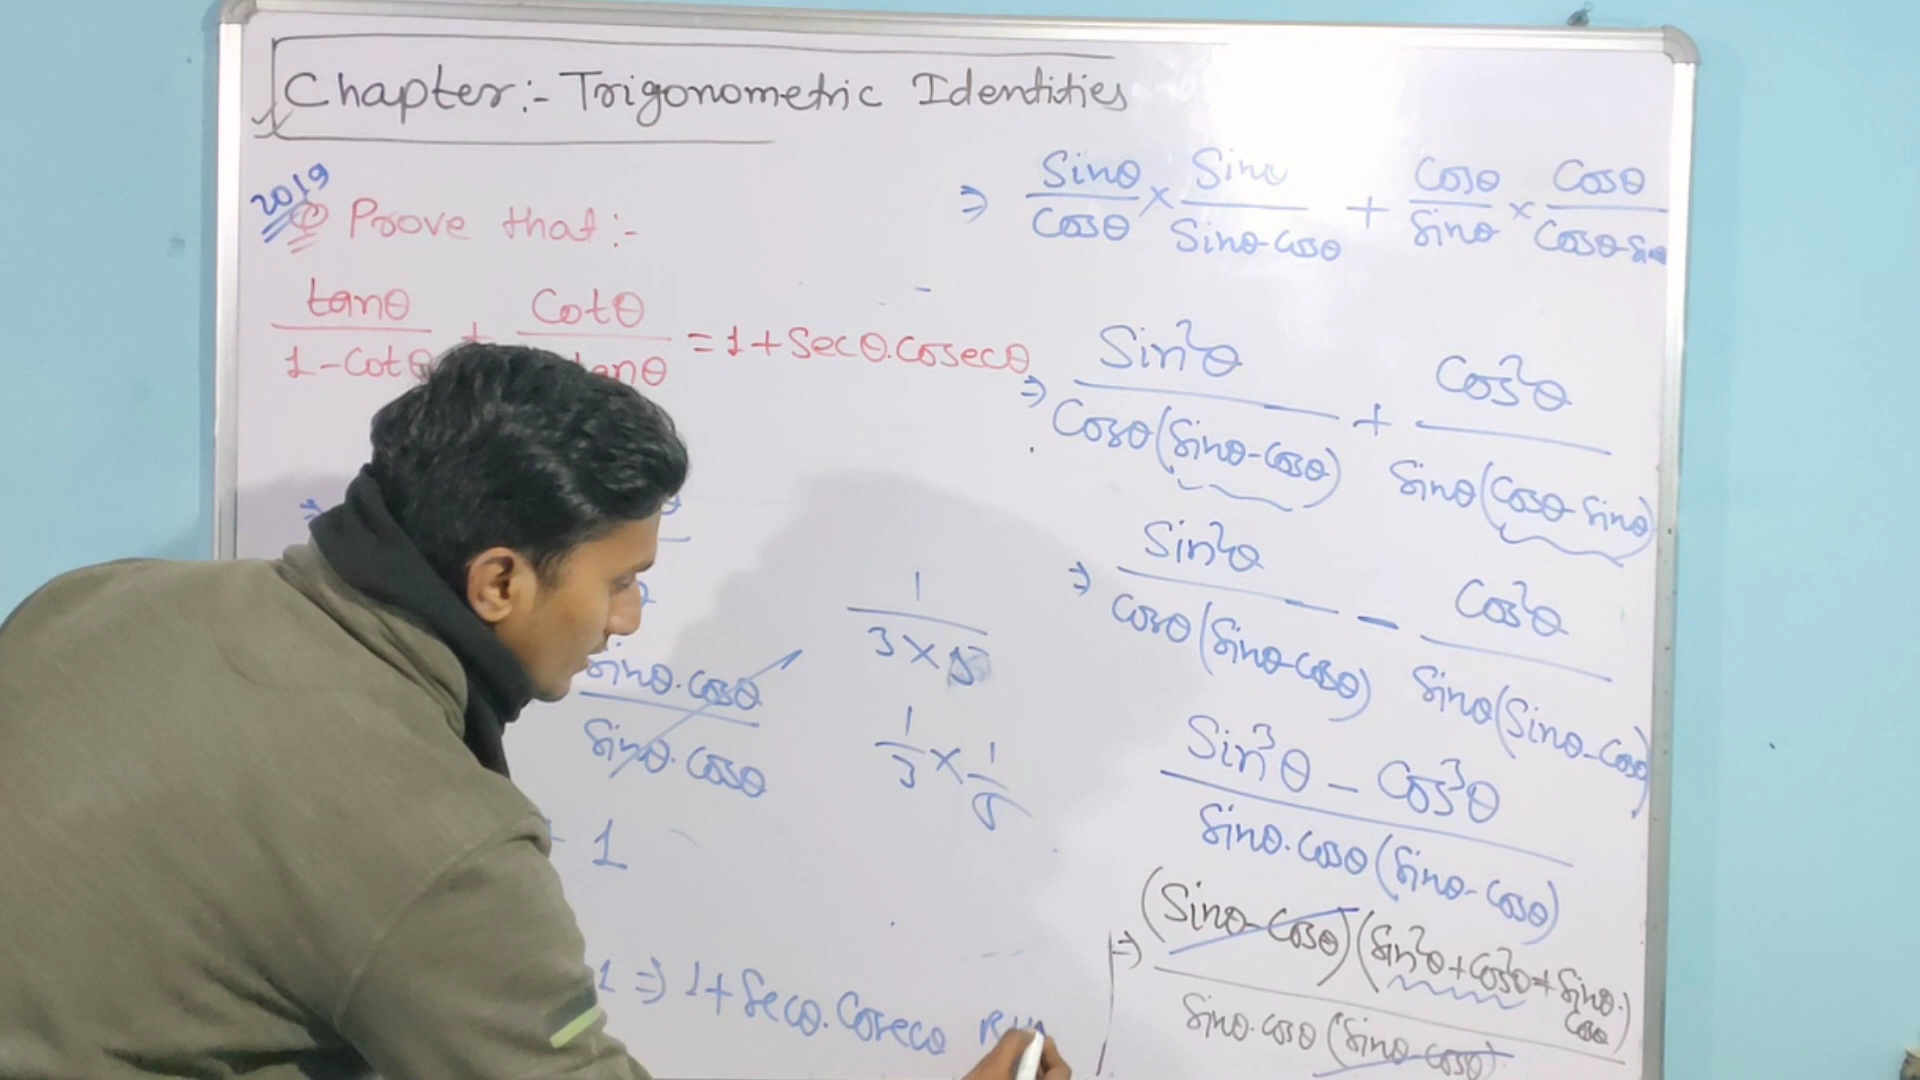 Chapter:- Trigonometric Identities
2019
① Prove that:-
tanθ/1-cotθ + Cotθ/tanθ = 1+Secθ.Cosecθ
⇒ Sinθ/Cosθ × Sinθ/Sinθ-Cosθ + Cosθ/Sinθ × Cosθ/Cosθ-Sin
⇒ Sin²θ/Cosθ(Sinθ-Cosθ) + Cos²θ/Sinθ(Cosθ-Sinθ)
⇒ Sin²θ/Cosθ(Sinθ-Cosθ) - Cos²θ/Sinθ(Sinθ-Cosθ)
Sin³θ - Cos³θ/Sinθ.Cosθ(Sinθ-Cosθ)
⇒ (Sinθ-Cosθ)(Sin²θ+Cos²θ+Sinθ.Cosθ)/Sinθ.Cosθ(Sinθ-Cosθ)
Sinθ.Cosθ/Sinθ.Cosθ
1
1/3×5
1/3 × 1/5
1 ⇒ 1+Secθ.Cosecθ